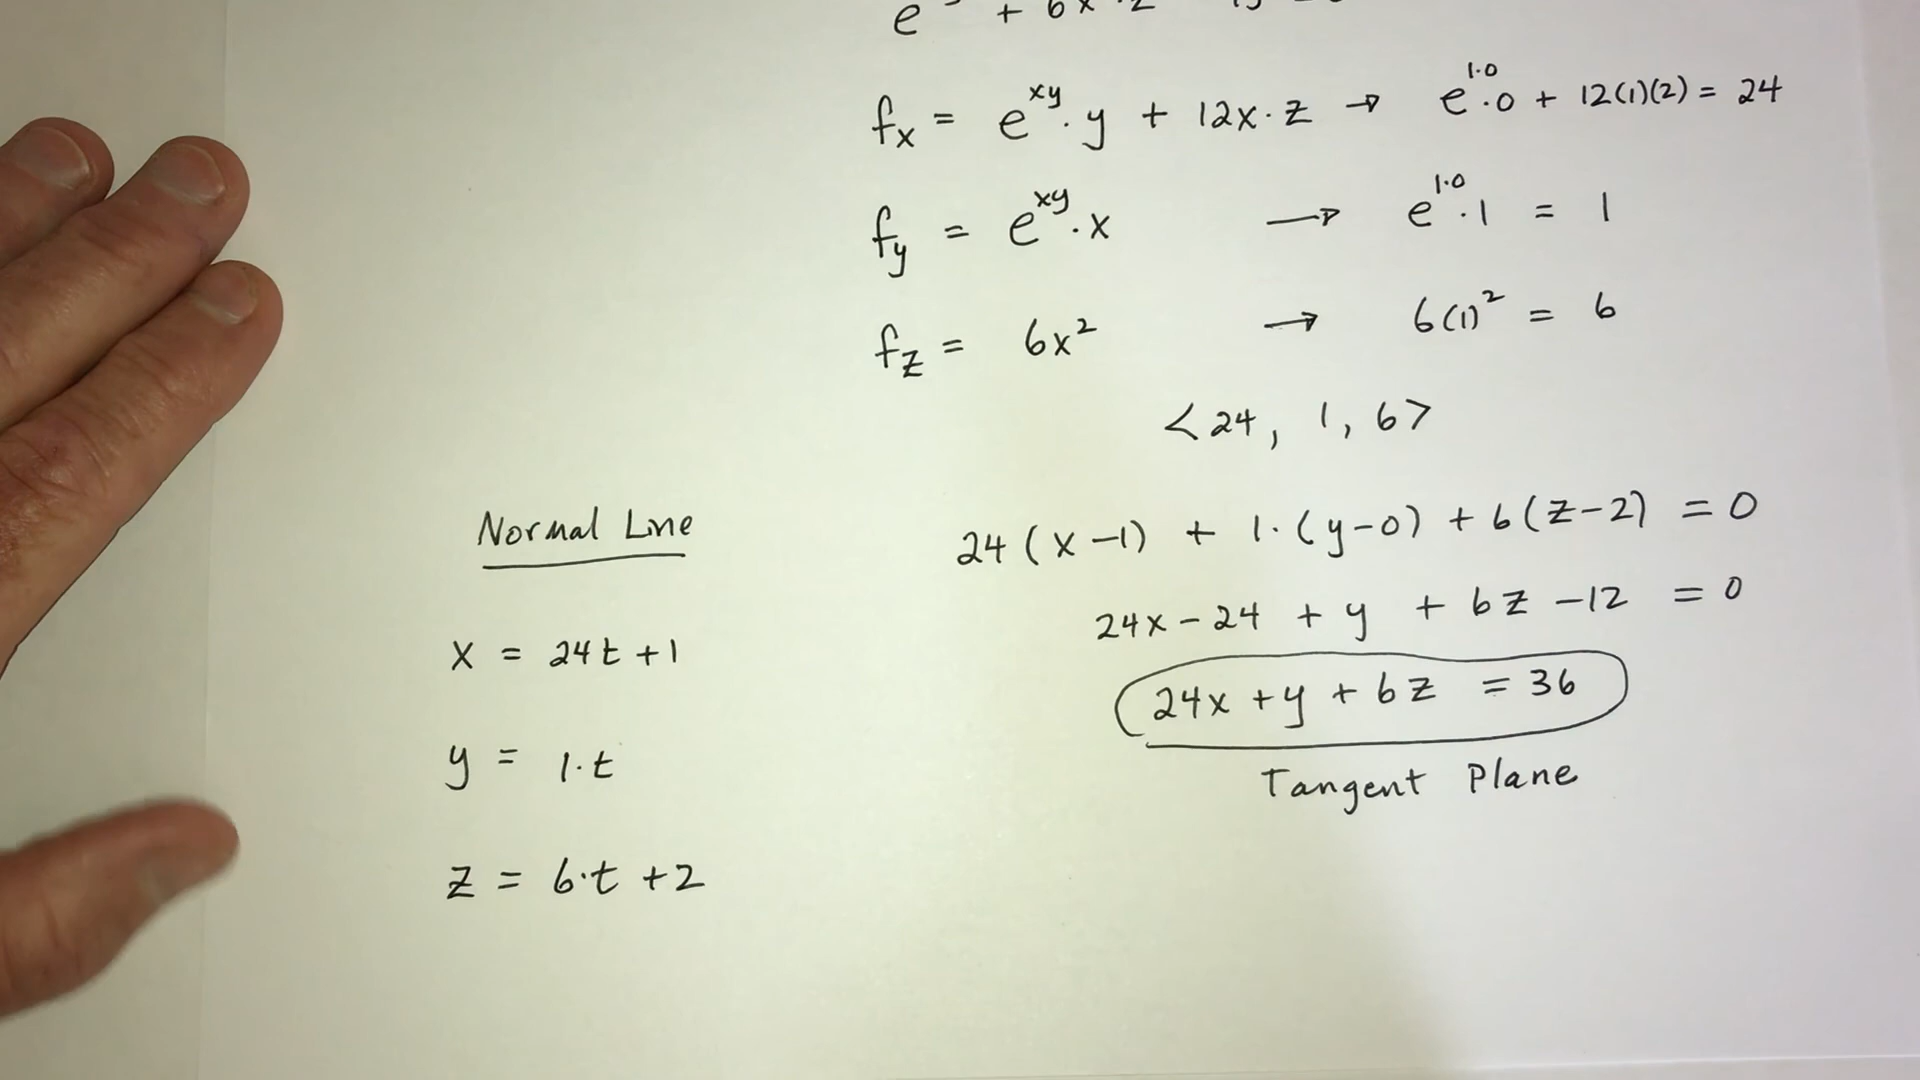 e + 6x² z
fx = e^xy · y + 12x · z → e^1·0 · 0 + 12(1)(2) = 24
fy = e^xy · x → e^1·0 · 1 = 1
fz = 6x² → 6(1)² = 6
<24, 1, 6>
24(x-1) + 1·(y-0) + 6(z-2) = 0
24x - 24 + y + 6z - 12 = 0
24x + y + 6z = 36
Tangent Plane
Normal Line
x = 24t + 1
y = 1·t
z = 6·t + 2